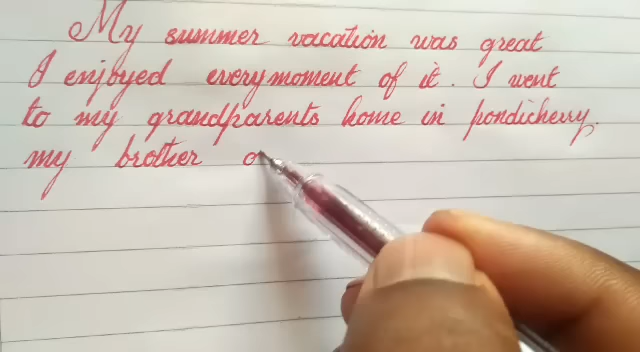 My summer vacation was great
I enjoyed everymoment of it. I went
to my grandparents home in pondicherry.
my brother